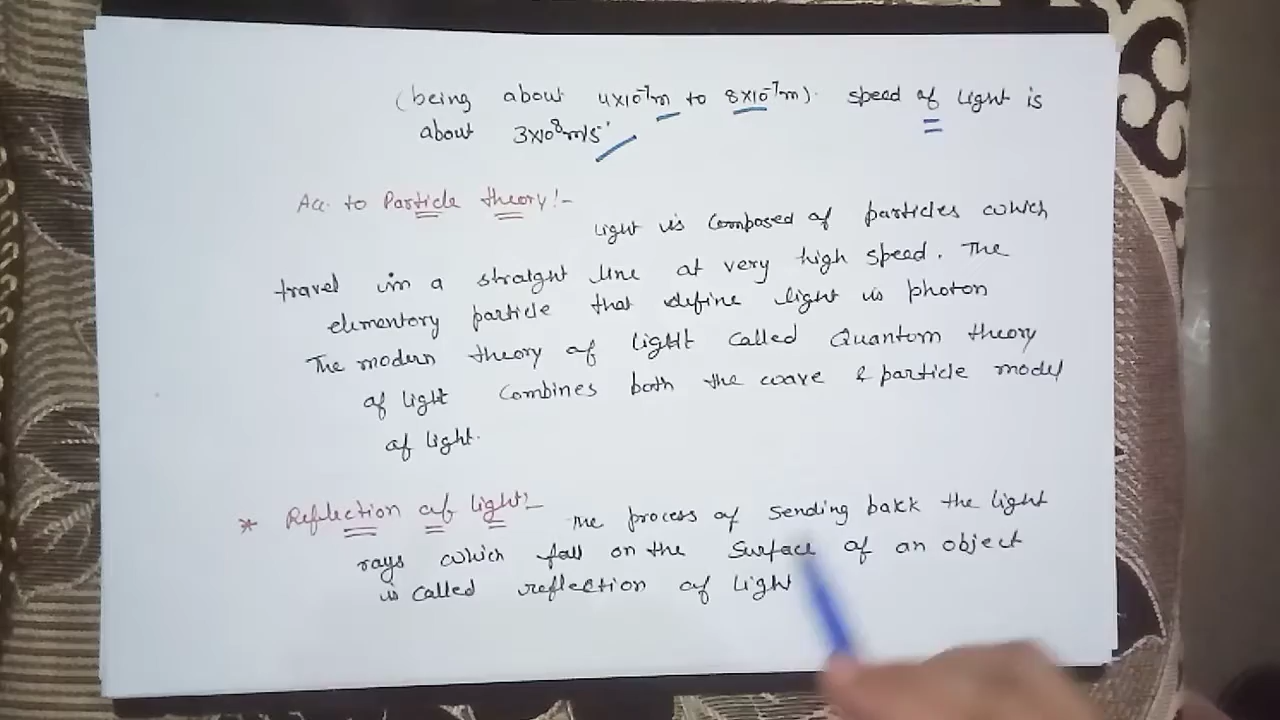 (being about 4x10⁻⁷m to 8x10⁻⁷m). Speed of light is
about 3x10⁸m/s.
Acc. to Particle theory:-
Light is composed of particles which
travel in a straight line at very high speed. The
elementory particle that define light is photon
The modern theory of light called Quantom theory
of light combines both the wave & particle model
of light.
* Reflection of light:- The process of sending back the light
rays which fall on the surface of an object
is called reflection of light